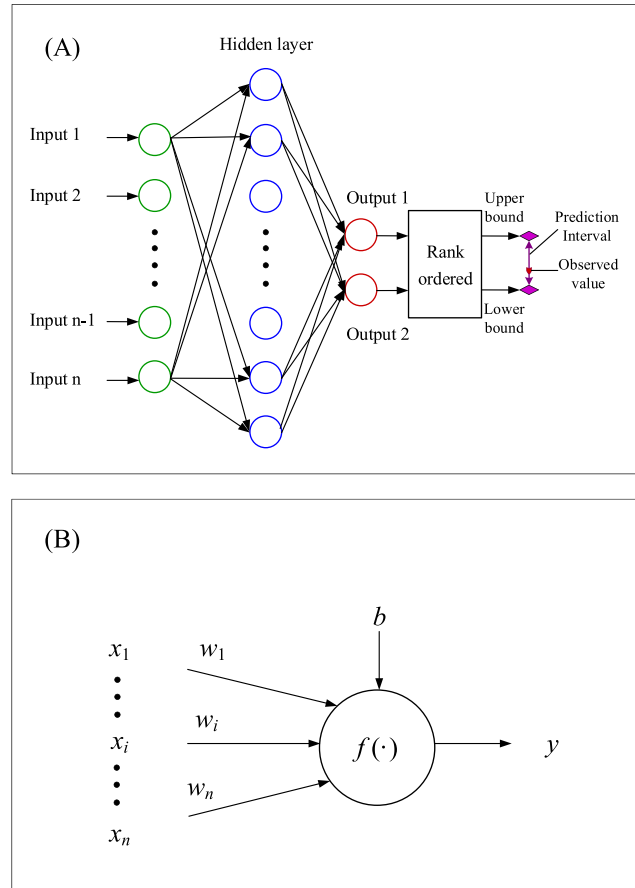 (A)
Hidden layer
Input 1
Input 2
Input n-1
Input n
Output 1
Output 2
Rank
ordered
Upper
bound
Lower
bound
Prediction
Interval
Observed
value
(B)
b
x₁
w₁
xᵢ
wᵢ
f(·)
y
wₙ
xₙ